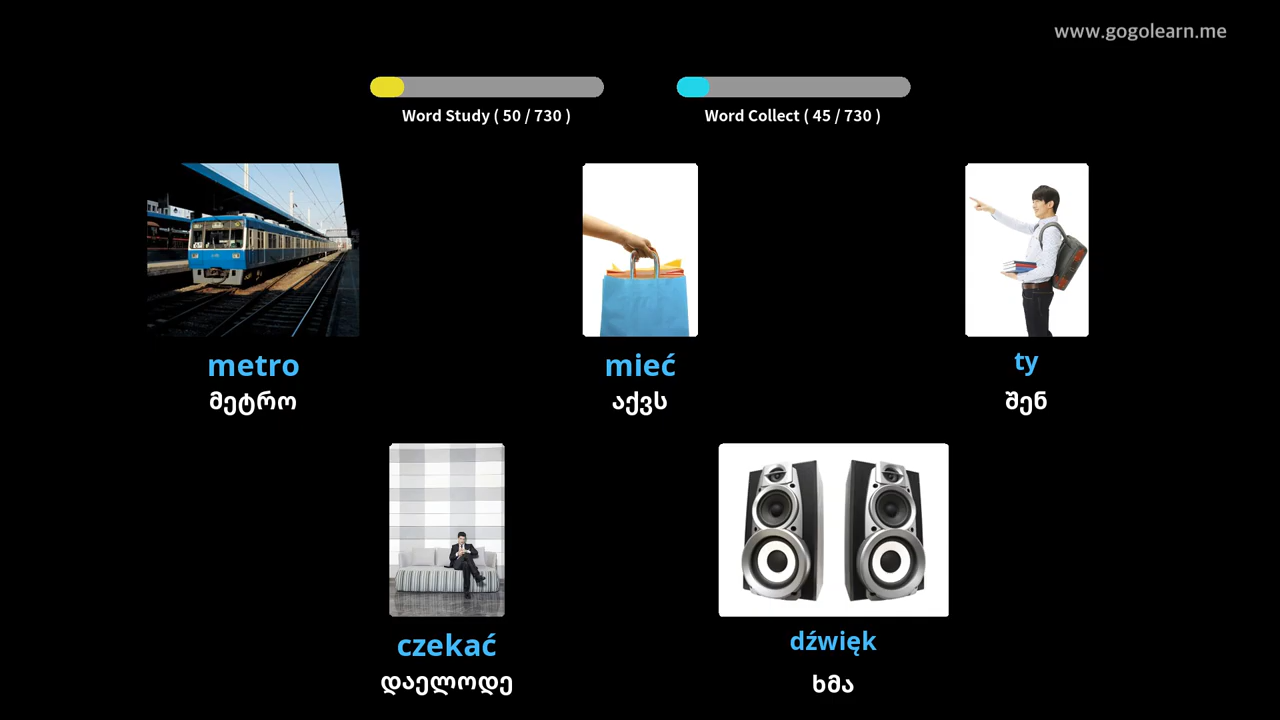 www.gogolearn.me
Word Study ( 50 / 730 )
Word Collect ( 45 / 730 )
metro
მეტრო
mieć
აქვს
ty
შენ
czekać
დაელოდე
dźwięk
ხმა